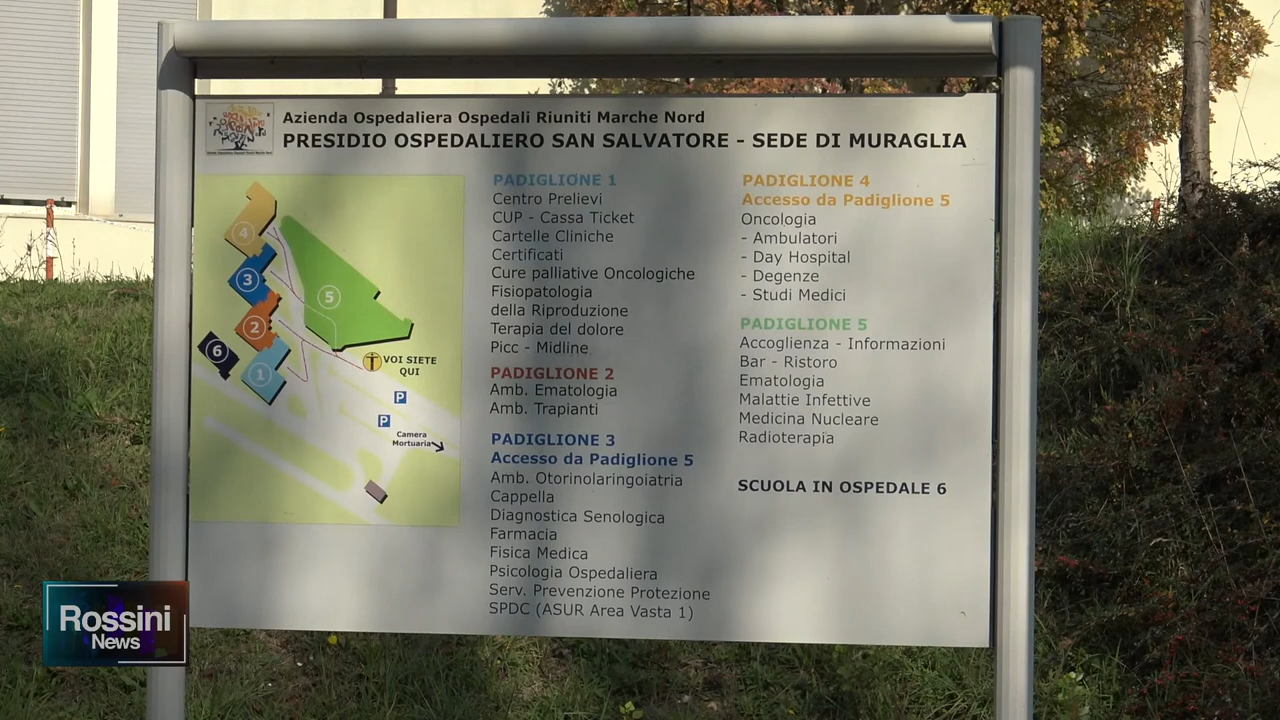 Azienda Ospedaliera Ospedali Riuniti Marche Nord
PRESIDIO OSPEDALIERO SAN SALVATORE - SEDE DI MURAGLIA
4
3
2
6
1
5
VOI SIETE
QUI
P
P
Camera
Mortuaria
PADIGLIONE 1
Centro Prelievi
CUP - Cassa Ticket
Cartelle Cliniche
Certificati
Cure palliative Oncologiche
Fisiopatologia
della Riproduzione
Terapia del dolore
Picc - Midline
PADIGLIONE 2
Amb. Ematologia
Amb. Trapianti
PADIGLIONE 3
Accesso da Padiglione 5
Amb. Otorinolaringoiatria
Cappella
Diagnostica Senologica
Farmacia
Fisica Medica
Psicologia Ospedaliera
Serv. Prevenzione Protezione
SPDC (ASUR Area Vasta 1)
PADIGLIONE 4
Accesso da Padiglione 5
Oncologia
- Ambulatori
- Day Hospital
- Degenze
- Studi Medici
PADIGLIONE 5
Accoglienza - Informazioni
Bar - Ristoro
Ematologia
Malattie Infettive
Medicina Nucleare
Radioterapia
SCUOLA IN OSPEDALE 6
Rossini
News